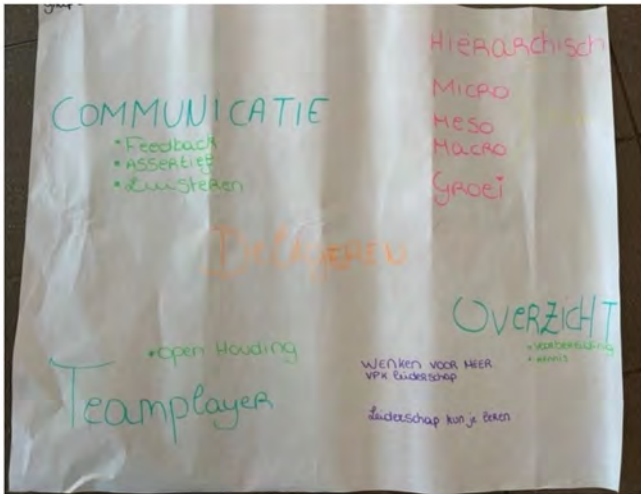 COMMUNICATIE
• Feedback
• ASSERTIEF
• Luisteren
HIERARCHISCH
MICRO
MESO
MACRO
GROEI
DELEGEREN
OVERZICHT
• voorbereiding
• kennis
• Open Houding
Teamplayer
WENKEN VOOR MEER
VPK leiderschap
Leiderschap kun je leren